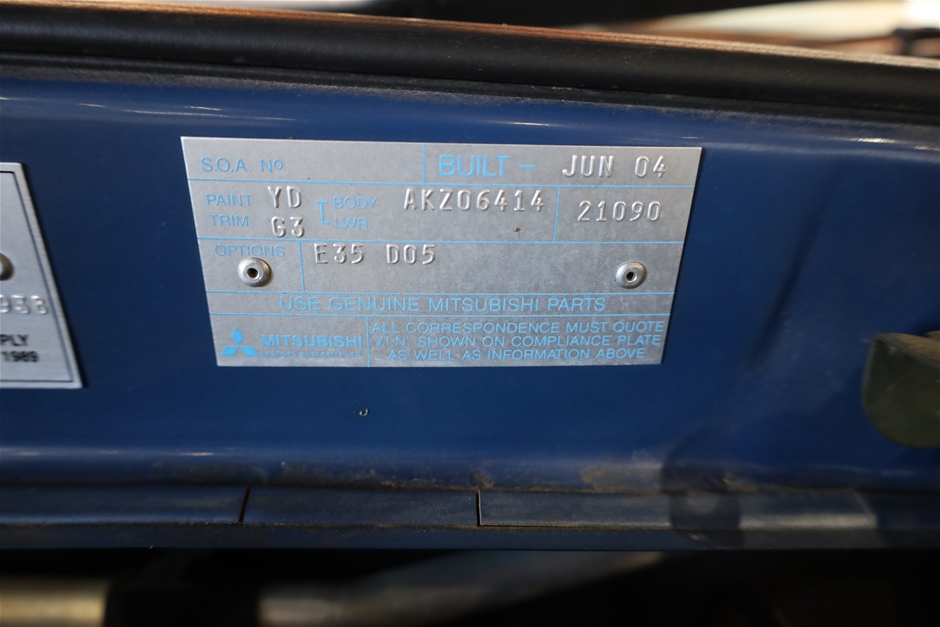 S.O.A. Nº BUILT - JUN 04
PAINT YD BODY AKZ06414 21090
TRIM G3 LWR
OPTIONS E35 D05
USE GENUINE MITSUBISHI PARTS
MITSUBISHI
ALL CORRESPONDENCE MUST QUOTE
V.I.N. SHOWN ON COMPLIANCE PLATE
AS WELL AS INFORMATION ABOVE
PLY
1989